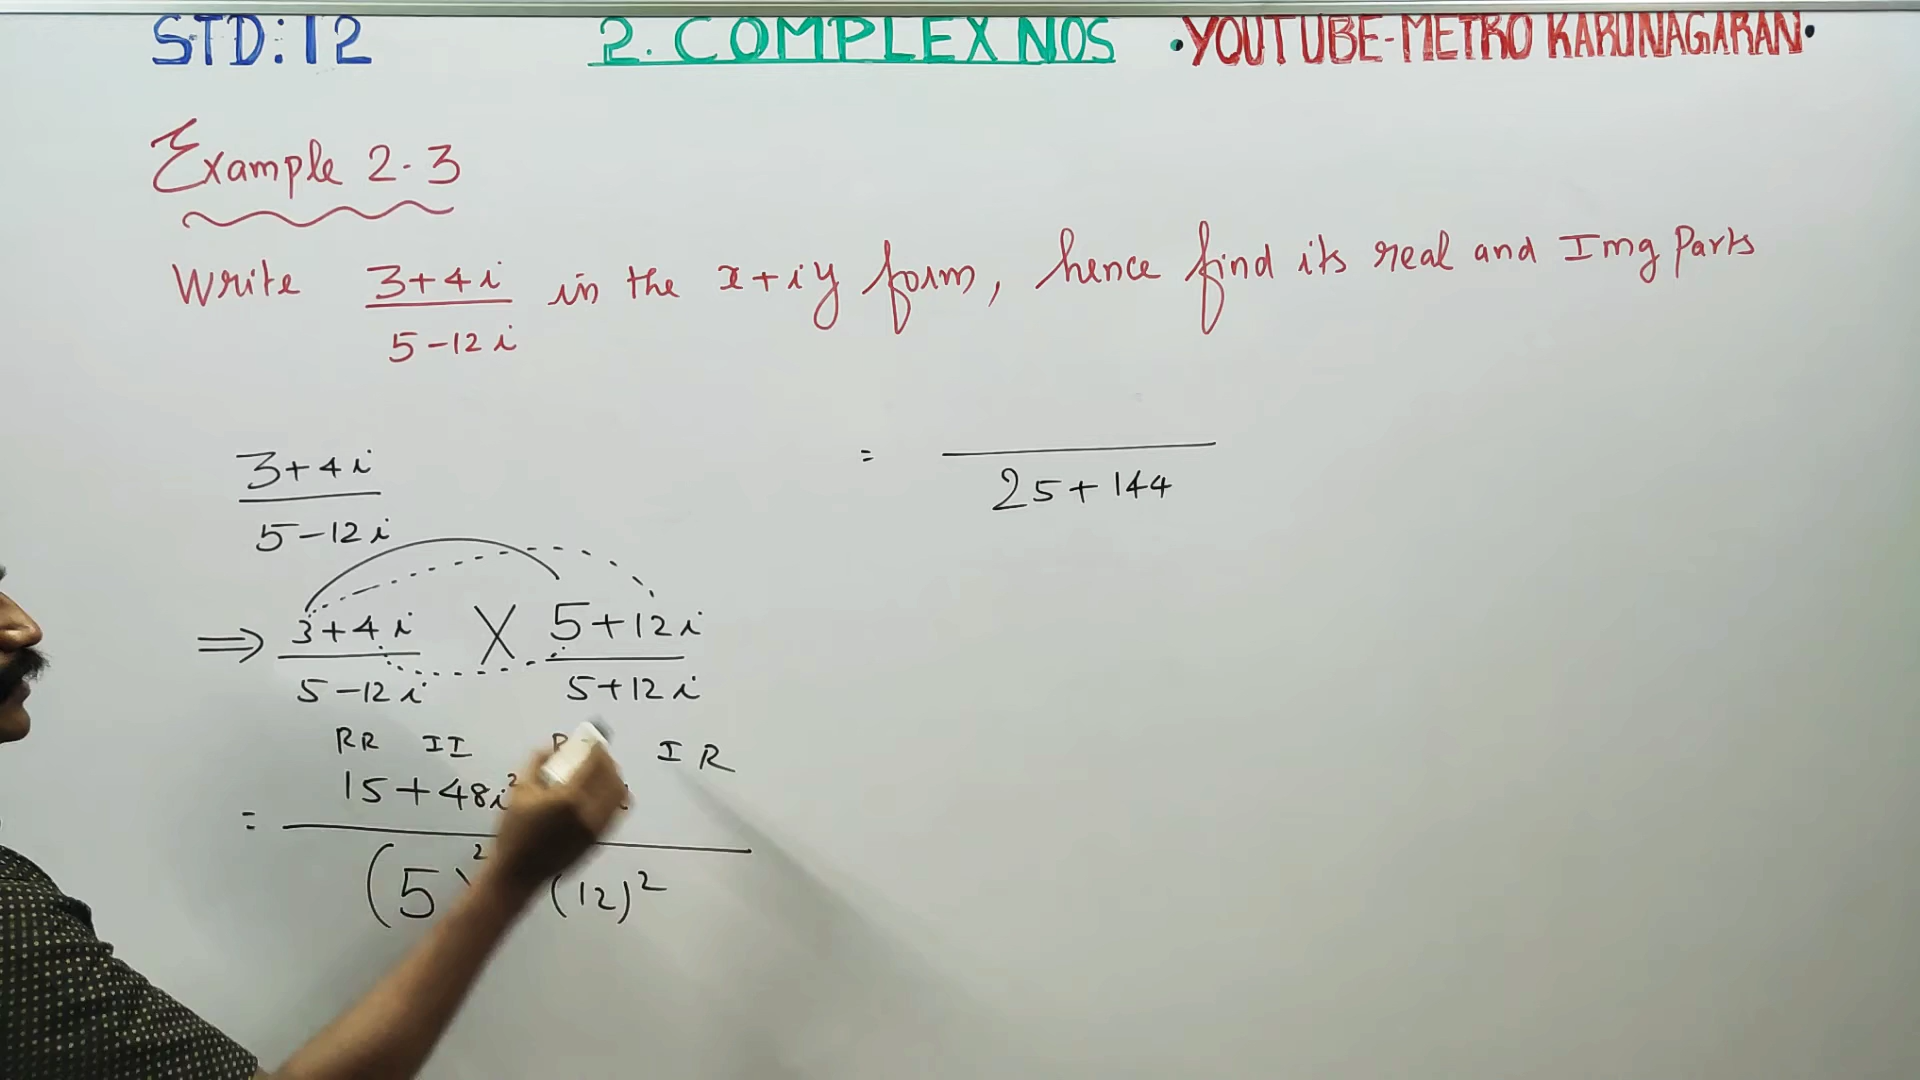 STD:12 2. COMPLEX NOS •YOUTUBE-METRO KARUNAGARAN•
Example 2.3
Write 3+4i / 5-12i in the x+iy form, hence find its real and Img Parts
3+4i / 5-12i
= / 25+144
⇒ 3+4i / 5-12i X 5+12i / 5+12i
RR II IR
= 15+48i²
(5)² (12)²